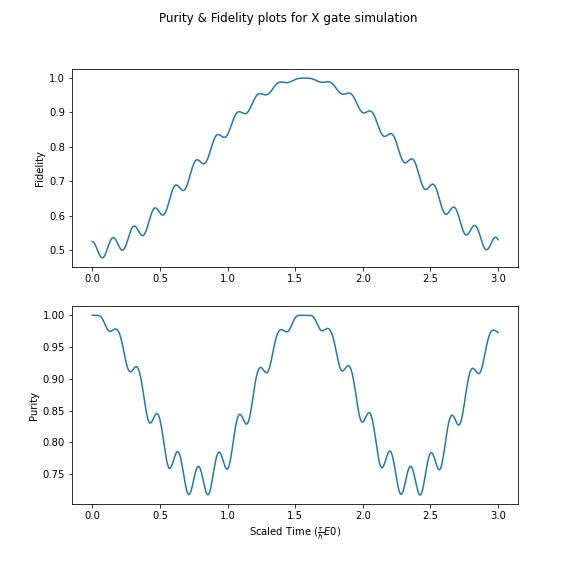 Purity & Fidelity plots for X gate simulation
1.0
0.9
0.8
0.7
0.6
0.5
Fidelity
0.0 0.5 1.0 1.5 2.0 2.5 3.0
1.00
0.95
0.90
0.85
0.80
0.75
Purity
0.0 0.5 1.0 1.5 2.0 2.5 3.0
Scaled Time (τ/ħ E0)